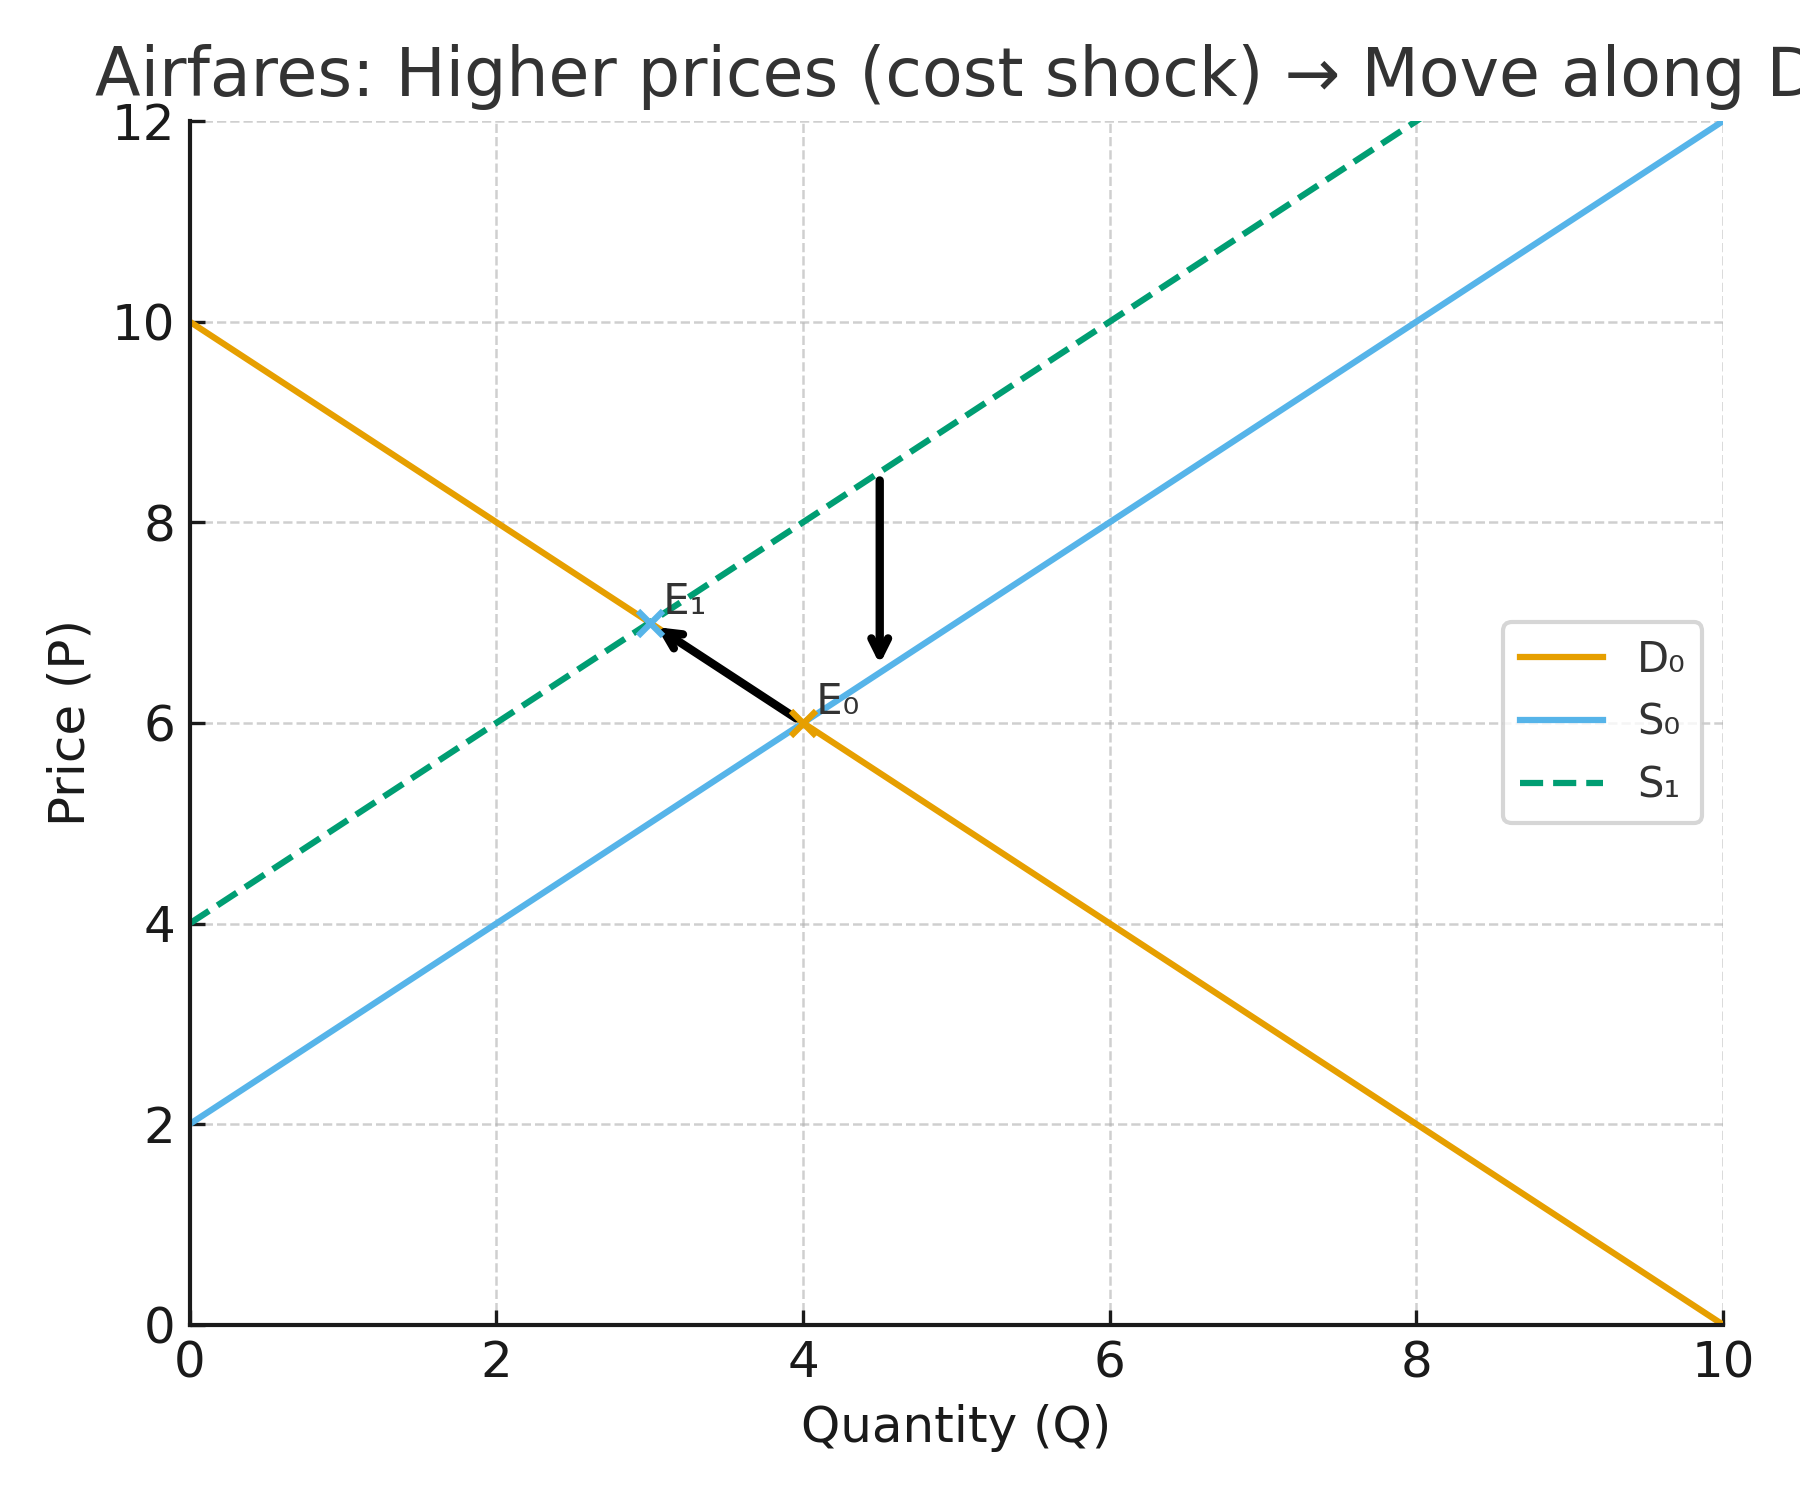 Airfares: Higher prices (cost shock) → Move along D
12
10
8
6
4
2
0
Price (P)
E₁
E₀
D₀
S₀
S₁
0 2 4 6 8 10
Quantity (Q)